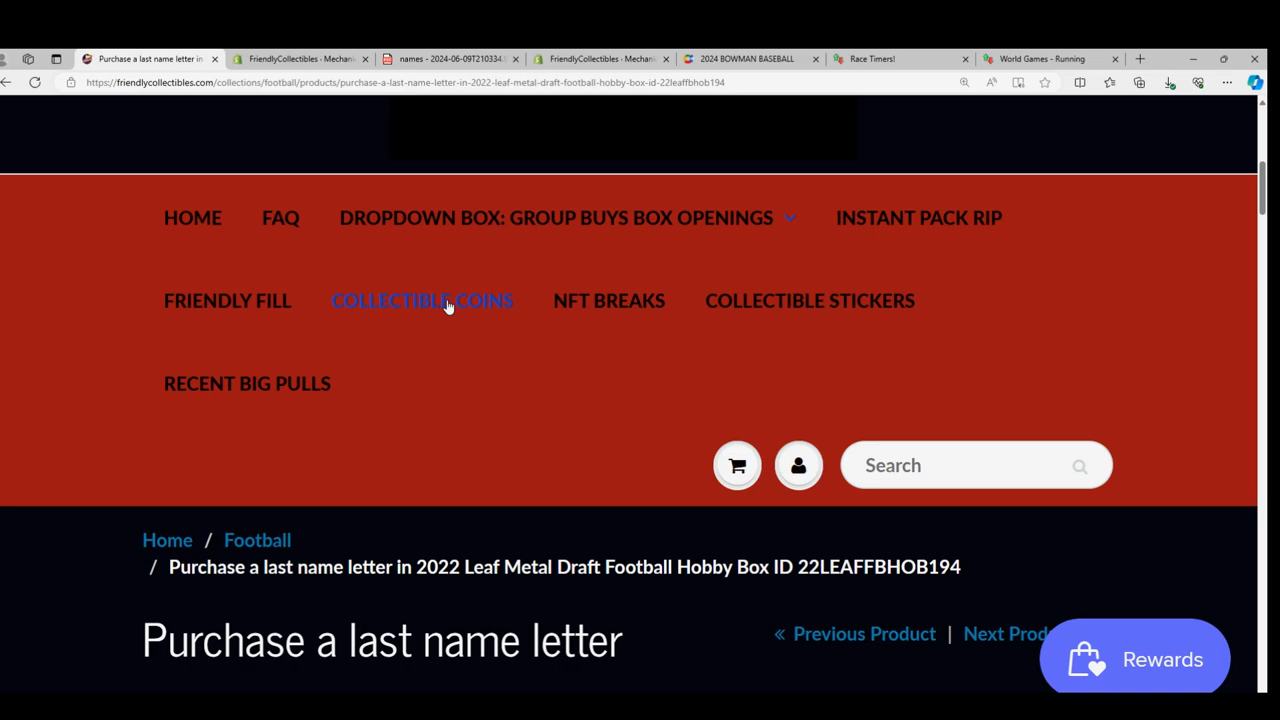 Purchase a last name letter in
FriendlyCollectibles - Mechani
names - 2024-06-09T210334.
FriendlyCollectibles - Mechani
2024 BOWMAN BASEBALL
Race Timers!
World Games - Running
https://friendlycollectibles.com/collections/football/products/purchase-a-last-name-letter-in-2022-leaf-metal-draft-football-hobby-box-id-22leaffbhob194
HOME FAQ DROPDOWN BOX: GROUP BUYS BOX OPENINGS INSTANT PACK RIP
FRIENDLY FILL COLLECTIBLE COINS NFT BREAKS COLLECTIBLE STICKERS
RECENT BIG PULLS
Search
Home / Football
/ Purchase a last name letter in 2022 Leaf Metal Draft Football Hobby Box ID 22LEAFFBHOB194
Purchase a last name letter
« Previous Product | Next Prod
Rewards